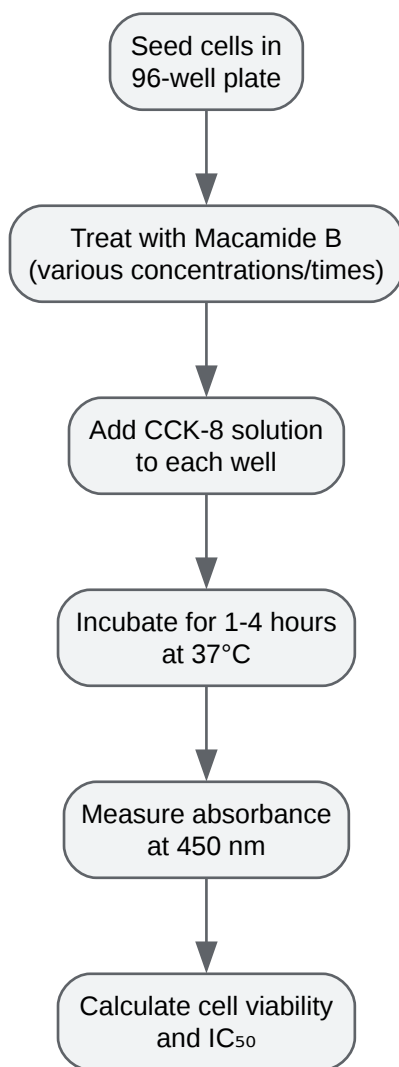 Seed cells in
96-well plate
Treat with Macamide B
(various concentrations/times)
Add CCK-8 solution
to each well
Incubate for 1-4 hours
at 37°C
Measure absorbance
at 450 nm
Calculate cell viability
and IC₅₀